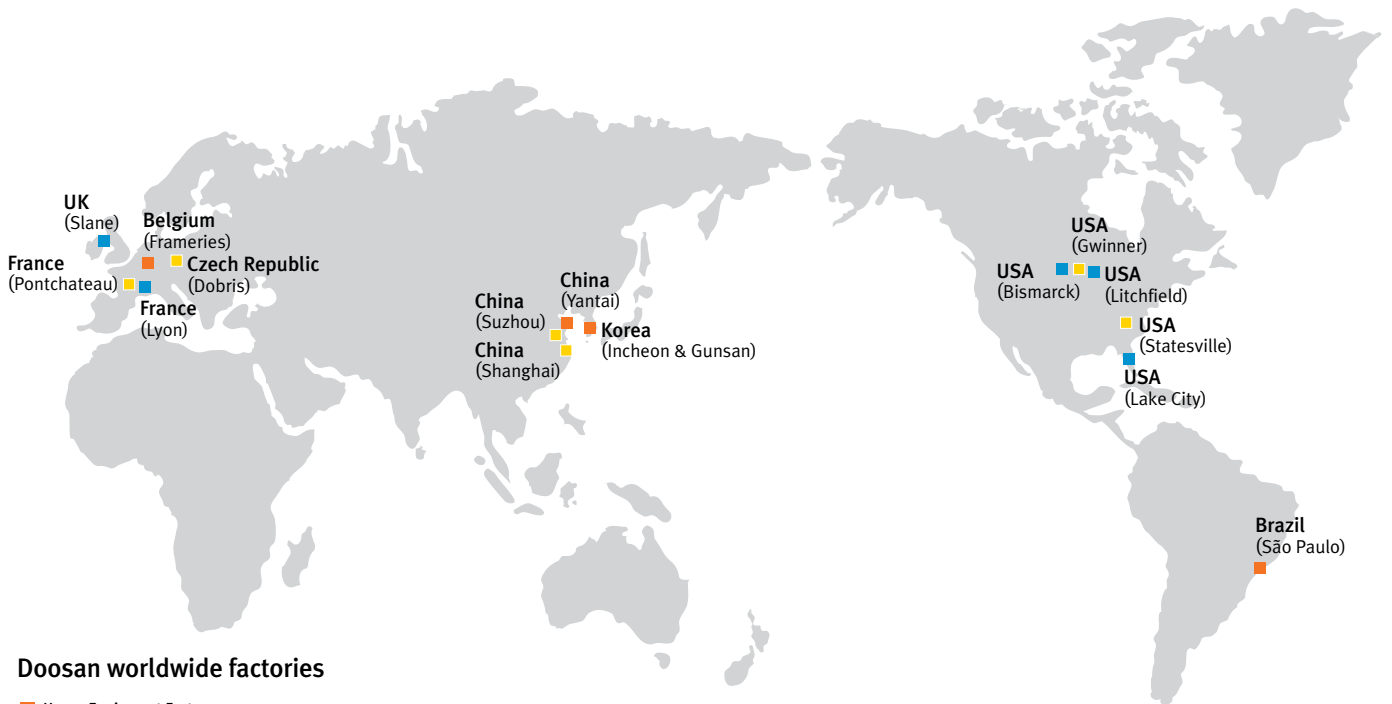 UK
(Slane)
Belgium
(Frameries)
France
(Pontchateau)
Czech Republic
(Dobris)
France
(Lyon)
China
(Yantai)
China
(Suzhou)
Korea
(Incheon & Gunsan)
China
(Shanghai)
USA
(Gwinner)
USA
(Bismarck)
USA
(Litchfield)
USA
(Statesville)
USA
(Lake City)
Brazil
(São Paulo)
Doosan worldwide factories